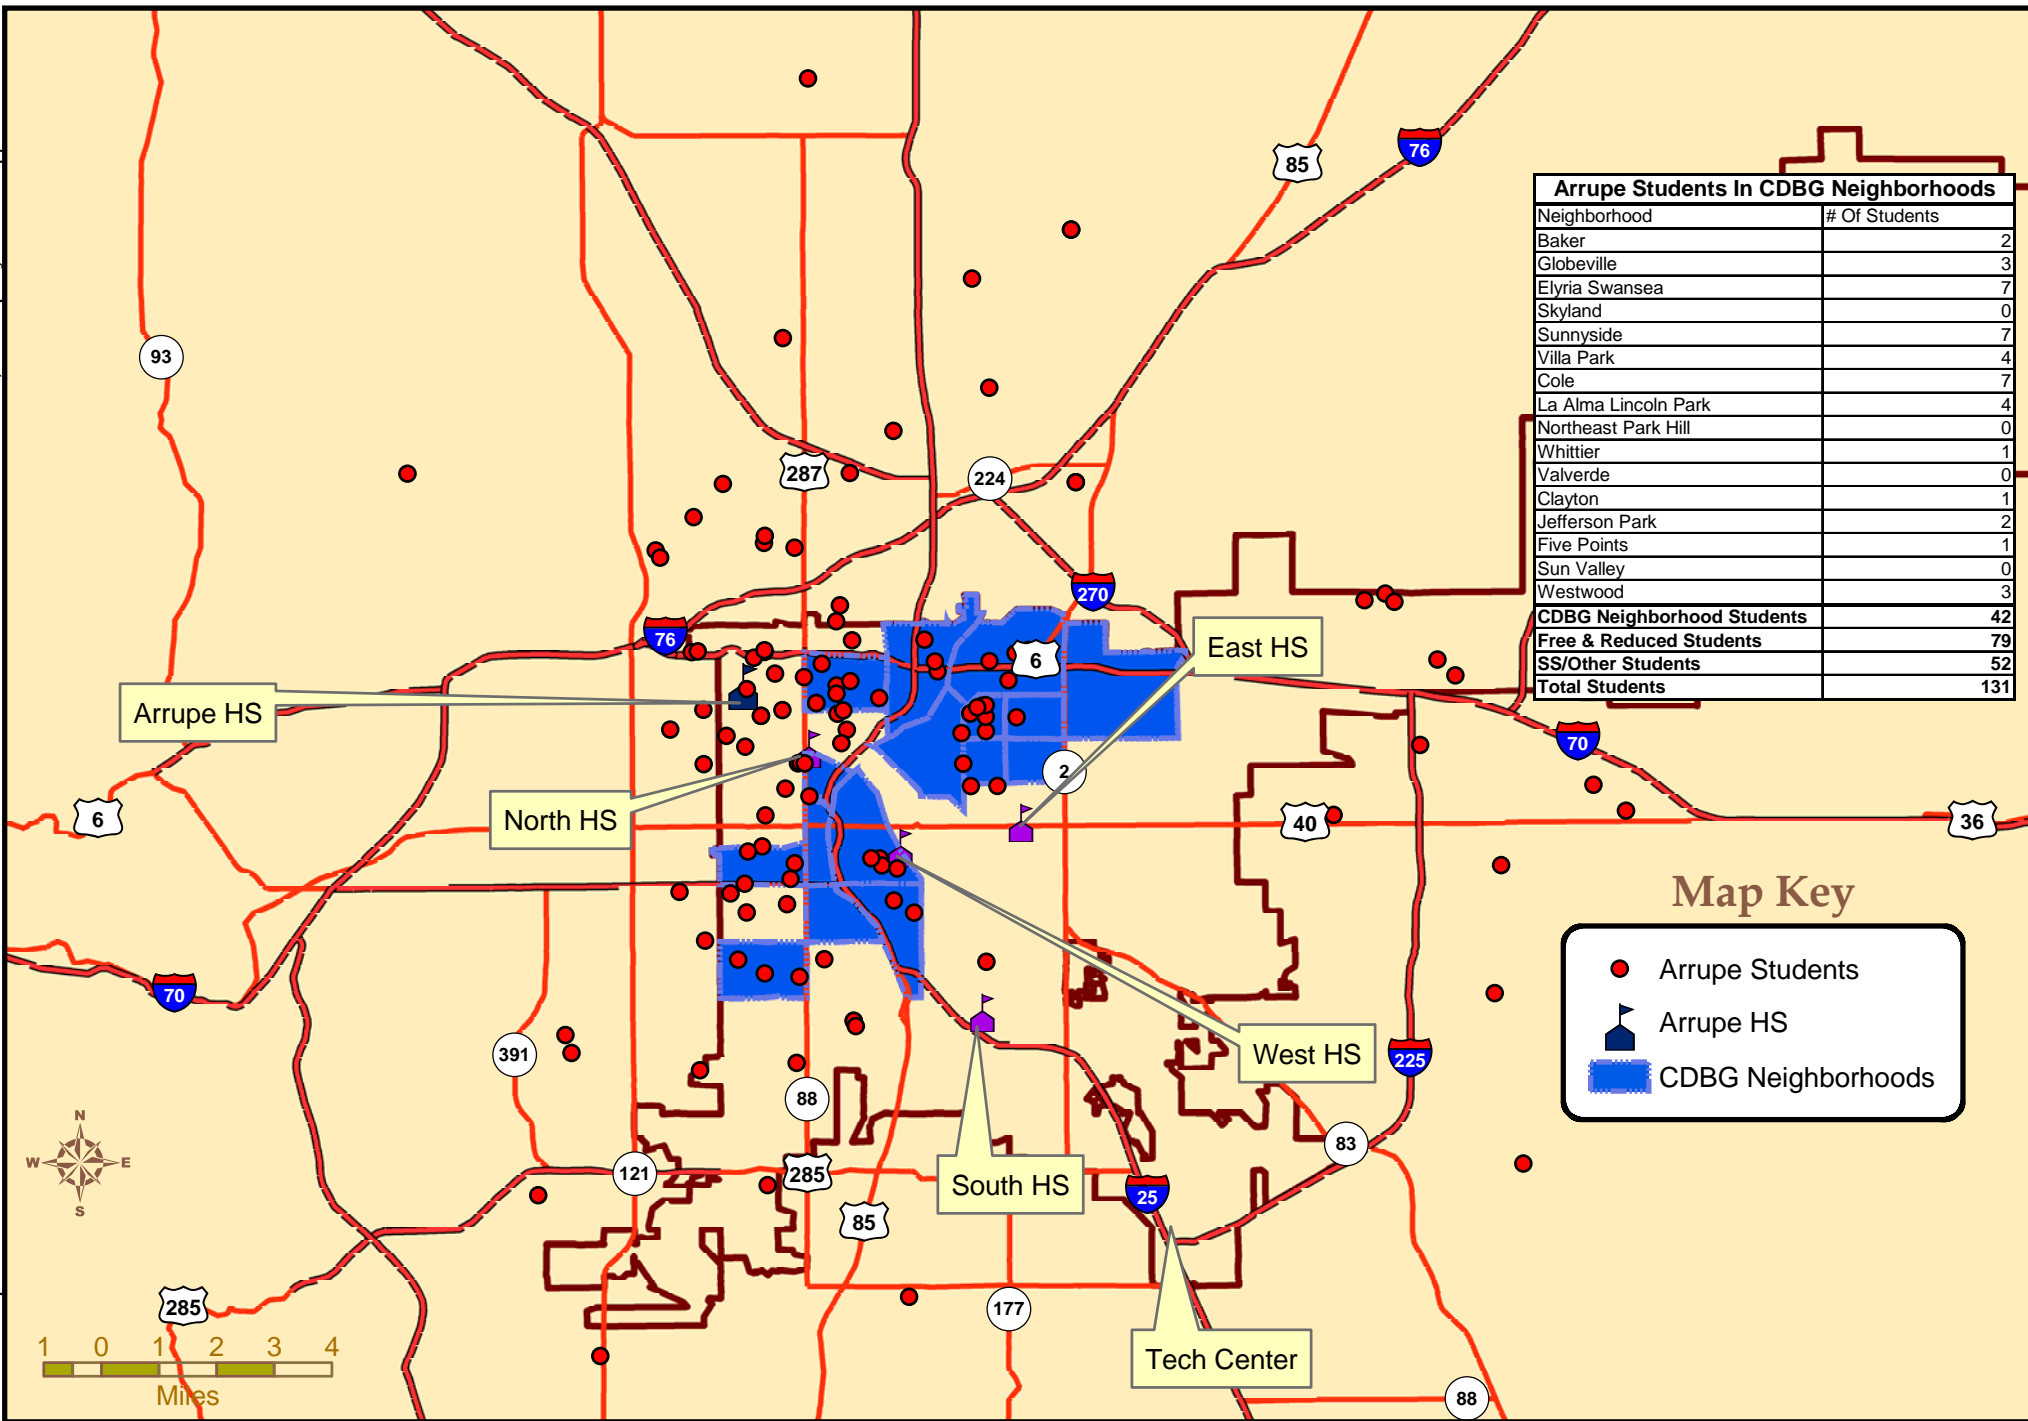 76
85
Arrupe Students In CDBG Neighborhoods
Neighborhood # Of Students
Baker 2
Globeville 3
Elyria Swansea 7
Skyland 0
Sunnyside 7
Villa Park 4
Cole 7
La Alma Lincoln Park 4
Northeast Park Hill 0
Whittier 1
Valverde 0
Clayton 1
Jefferson Park 2
Five Points 1
Sun Valley 0
Westwood 3
CDBG Neighborhood Students 42
Free & Reduced Students 79
SS/Other Students 52
Total Students 131
93
287
224
270
76
6
East HS
Arrupe HS
70
2
6
North HS
40
36
Map Key
Arrupe Students
Arrupe HS
CDBG Neighborhoods
70
391
West HS
225
88
N
W E
S
83
121
285
South HS
25
85
285
177
1 0 1 2 3 4
Miles
Tech Center
88